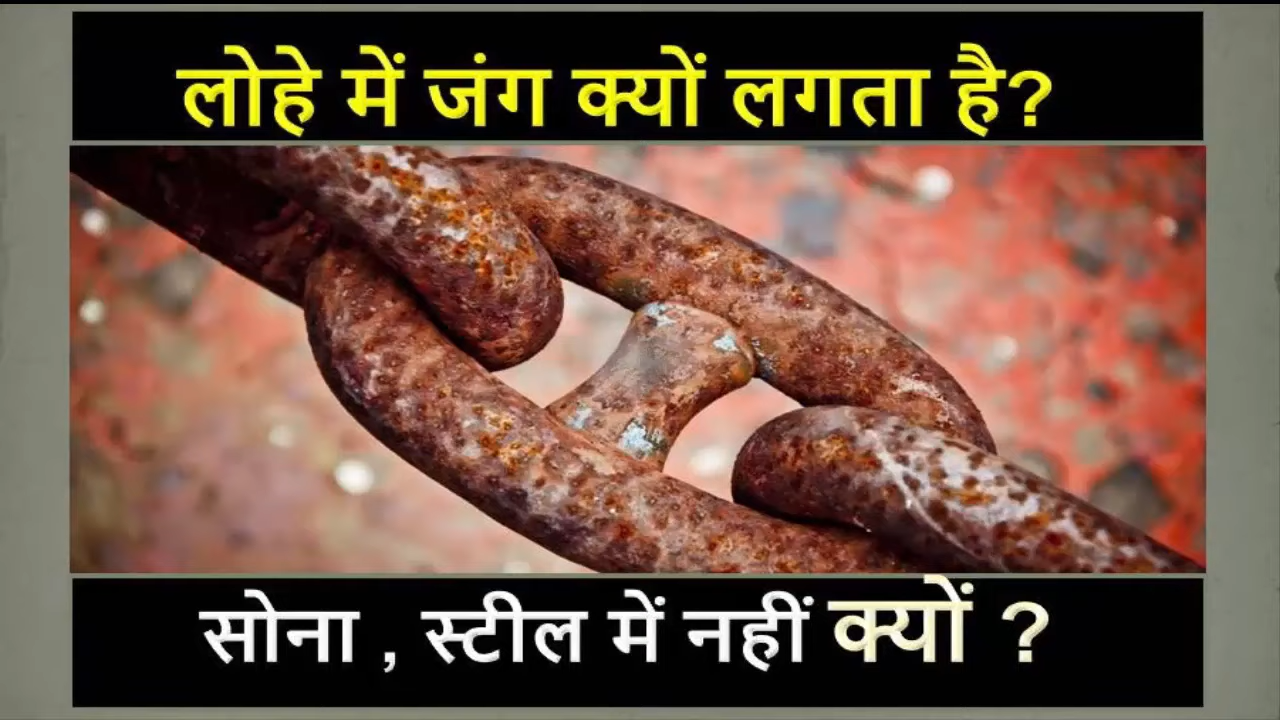 लोहे में जंग क्यों लगता है?
सोना , स्टील में नहीं क्यों ?